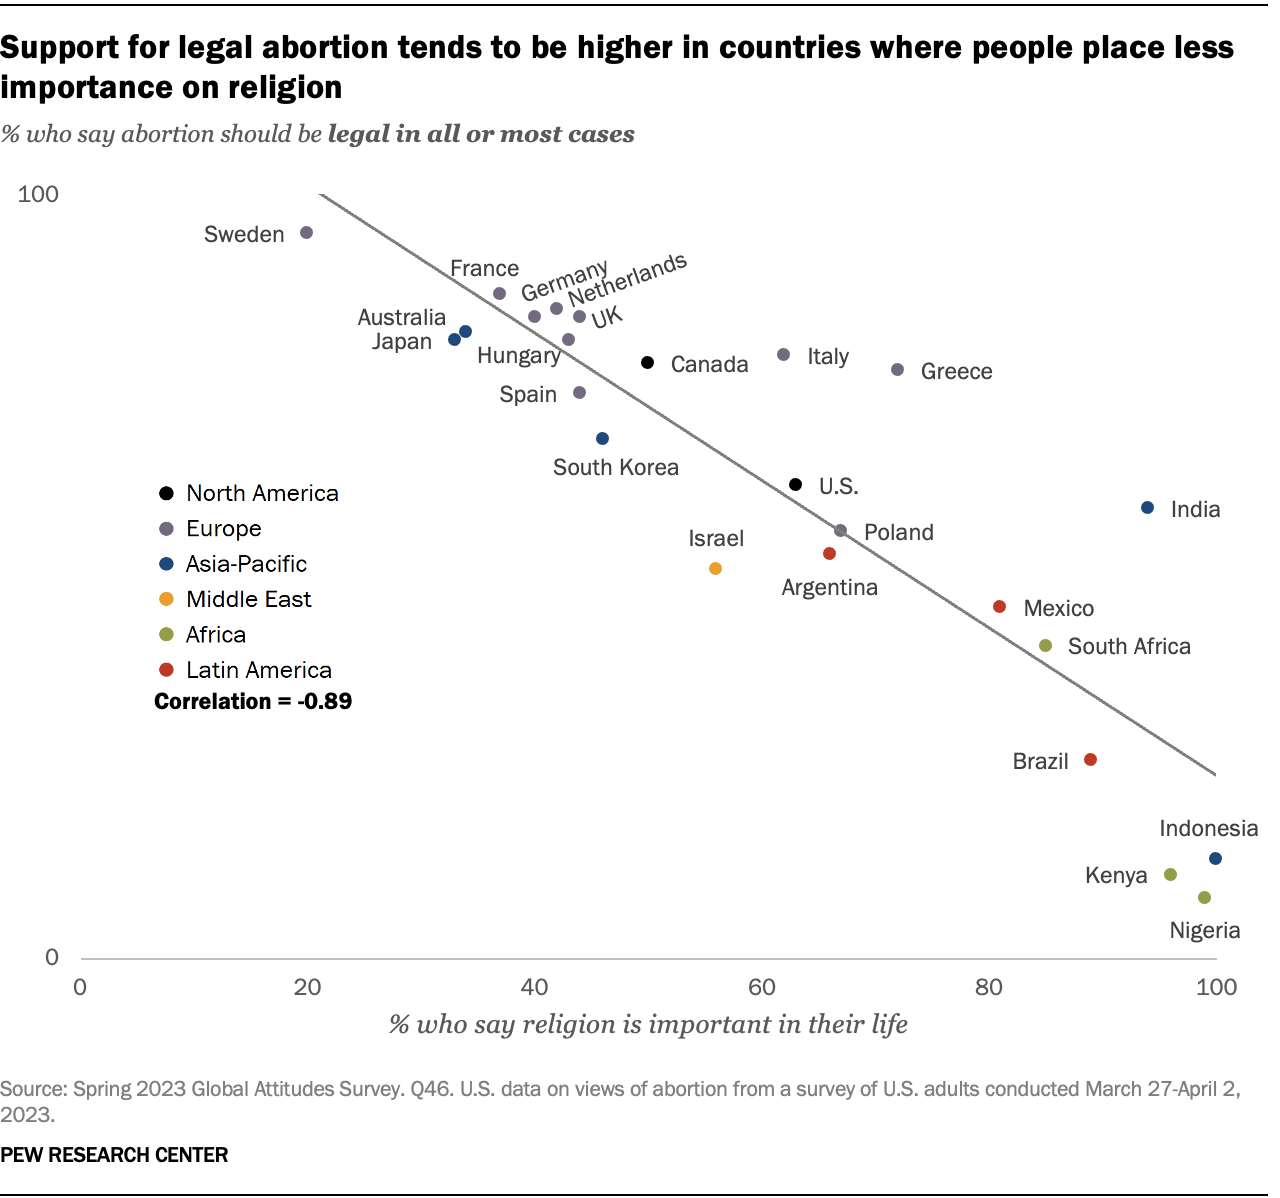 Support for legal abortion tends to be higher in countries where people place less
importance on religion
% who say abortion should be legal in all or most cases
100
Sweden
France
Germany
Netherlands
Australia
UK
Japan
Hungary
Canada
Italy
Greece
Spain
South Korea
North America
U.S.
India
Europe
Poland
Israel
Asia-Pacific
Argentina
Middle East
Mexico
Africa
South Africa
Latin America
Correlation = -0.89
Brazil
Indonesia
Kenya
Nigeria
0
0 20 40 60 80 100
% who say religion is important in their life
Source: Spring 2023 Global Attitudes Survey. Q46. U.S. data on views of abortion from a survey of U.S. adults conducted March 27-April 2,
2023.
PEW RESEARCH CENTER